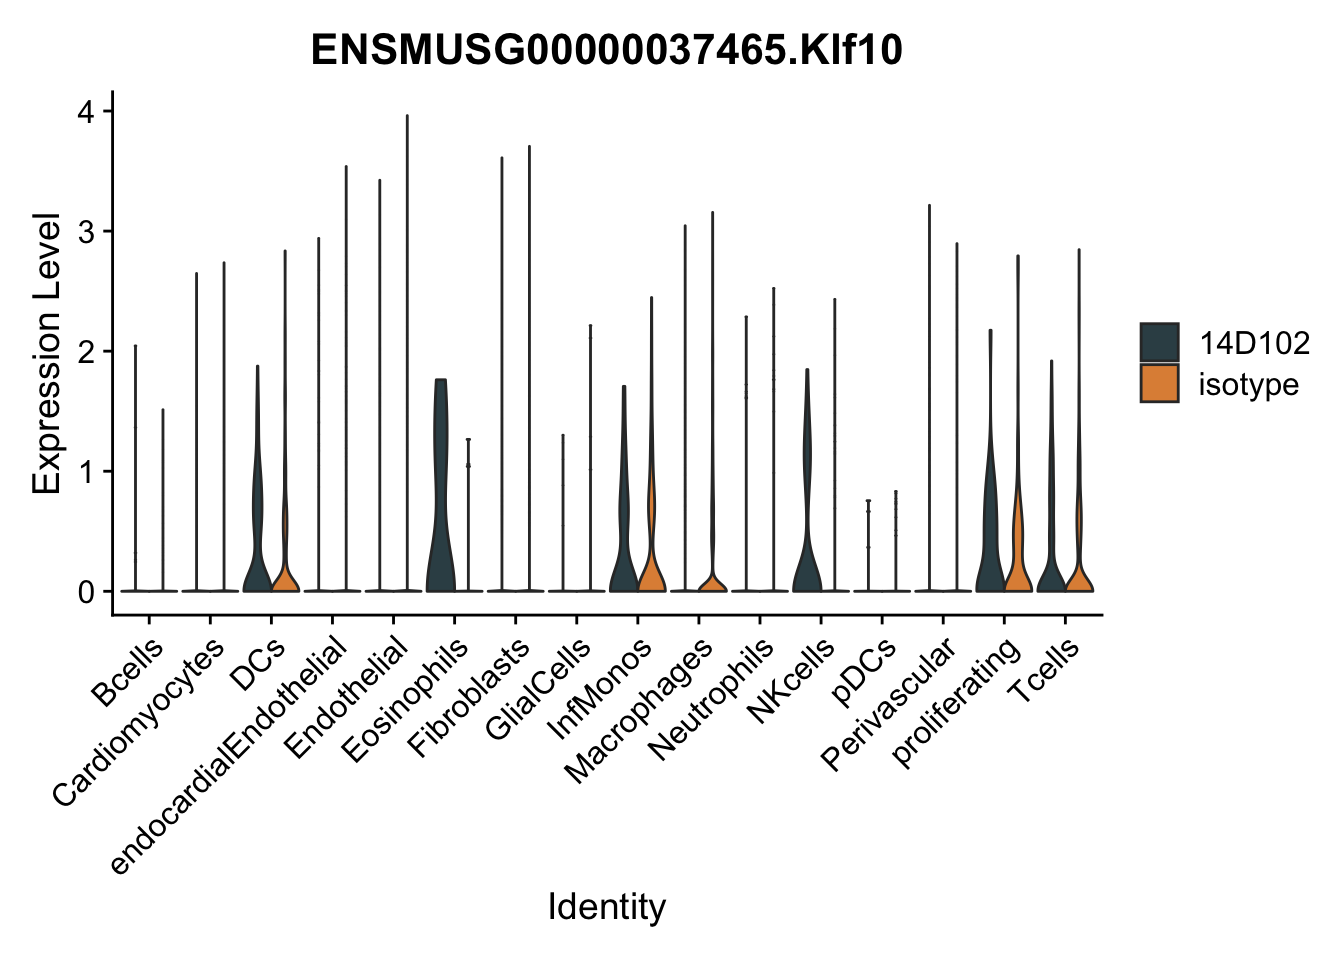 ENSMUSG00000037465.Klf10
Expression Level
4
3
2
1
0
Bcells
Cardiomyocytes
DCs
endocardialEndothelial
Endothelial
Eosinophils
Fibroblasts
GlialCells
InfMonos
Macrophages
Neutrophils
NKcells
pDCs
Perivascular
proliferating
Tcells
Identity
14D102
isotype